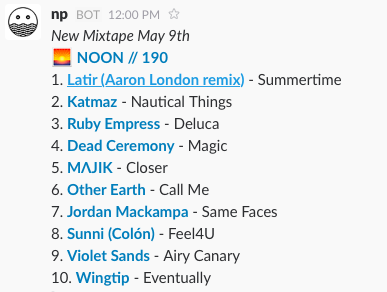 np BOT 12:00 PM
New Mixtape May 9th
NOON // 190
1. Latir (Aaron London remix) - Summertime
2. Katmaz - Nautical Things
3. Ruby Empress - Deluca
4. Dead Ceremony - Magic
5. MΛJIK - Closer
6. Other Earth - Call Me
7. Jordan Mackampa - Same Faces
8. Sunni (Colón) - Feel4U
9. Violet Sands - Airy Canary
10. Wingtip - Eventually